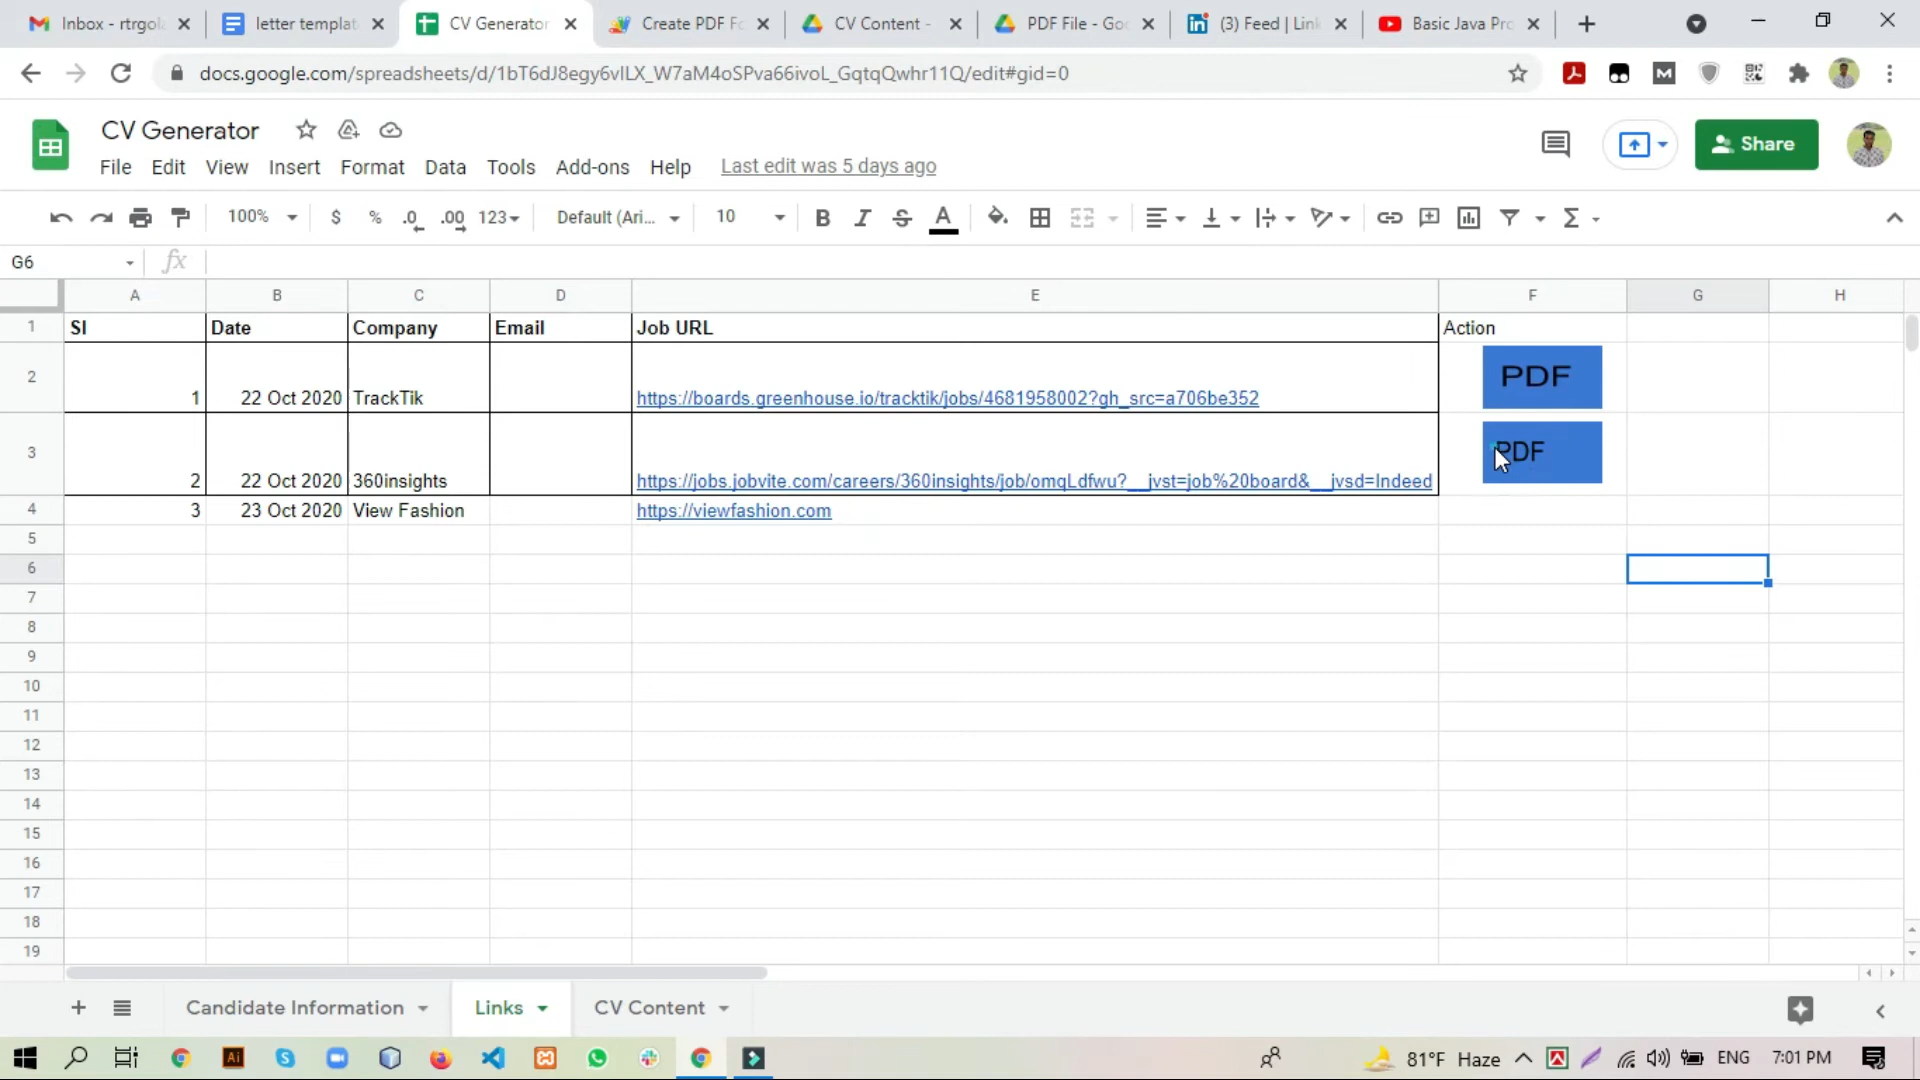 Inbox - rtrgola
letter templat
CV Generator
Create PDF Fo
CV Content -
PDF File - Goo
(3) Feed | Link
Basic Java Pro
docs.google.com/spreadsheets/d/1bT6dJ8egy6vlLX_W7aM4oSPva66ivoL_GqtqQwhr11Q/edit#gid=0
CV Generator
File Edit View Insert Format Data Tools Add-ons Help Last edit was 5 days ago
Share
100% $ % .0 .00 123 Default (Ari... 10 B I S A
G6 fx
A B C D E F G H
1 SI Date Company Email Job URL Action
2 1 22 Oct 2020 TrackTik https://boards.greenhouse.io/tracktik/jobs/4681958002?gh_src=a706be352 PDF
3 2 22 Oct 2020 360insights https://jobs.jobvite.com/careers/360insights/job/omqLdfwu?__jvst=job%20board&__jvsd=Indeed PDF
4 3 23 Oct 2020 View Fashion https://viewfashion.com
5
6
7
8
9
10
11
12
13
14
15
16
17
18
19
Candidate Information Links CV Content
81°F Haze ENG 7:01 PM